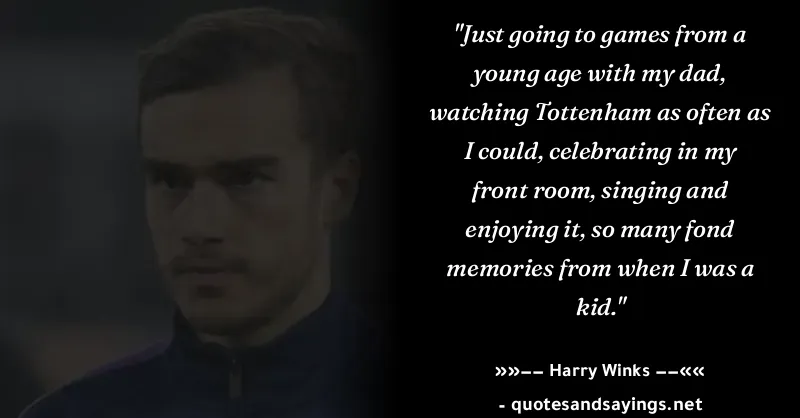 "Just going to games from a
young age with my dad,
watching Tottenham as often as
I could, celebrating in my
front room, singing and
enjoying it, so many fond
memories from when I was a
kid."
»»–– Harry Winks ––««
- quotesandsayings.net